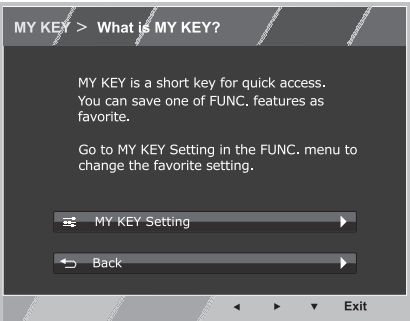 MY KEY > What is MY KEY?
MY KEY is a short key for quick access.
You can save one of FUNC. features as
favorite.
Go to MY KEY Setting in the FUNC. menu to
change the favorite setting.
MY KEY Setting
Back
Exit